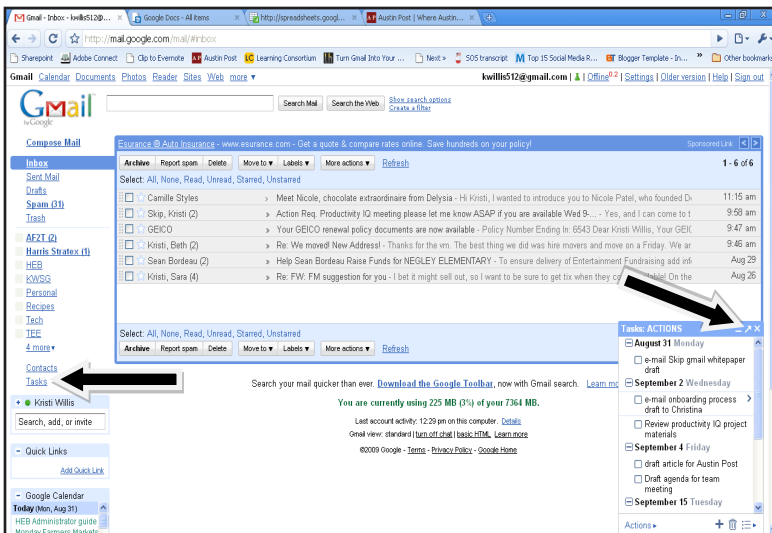 Gmail - Inbox - kwillis512@...
Google Docs - All items
http://spreadsheets.googl...
Austin Post | Where Austin...
http://mail.google.com/mail/#inbox
Sharepoint Adobe Connect Clip to Evernote Austin Post Learning Consortium Turn Gmail Into Your ... Next » SOS transcript Top 15 Social Media R... Blogger Template - In... » Other bookmarks
Gmail Calendar Documents Photos Reader Sites Web more ▼
kwillis512@gmail.com | Offline0.2 | Settings | Older version | Help | Sign out
Gmail
by Google
Search Mail Search the Web Show search options
Create a filter
Compose Mail
Inbox
Sent Mail
Drafts
Spam (31)
Trash
AF2T (2)
Harris Stratex (1)
HEB
KWSG
Personal
Recipes
Tech
TEE
4 more▼
Contacts
Tasks
+ Kristi Willis
Search, add, or invite
– Quick Links
Add Quick Link
– Google Calendar
Today (Mon, Aug 31)
HEB Administrator guide
Monday Farmers Markets
Esurance @ Auto Insurance - www.esurance.com - Get a quote & compare rates online. Save hundreds on your policy! Sponsored Link < >
Archive Report spam Delete Move to ▼ Labels ▼ More actions ▼ Refresh 1 - 6 of 6
Select: All, None, Read, Unread, Starred, Unstarred
Camille Styles › Meet Nicole, chocolate extraordinaire from Delysia - Hi Kristi, I wanted to introduce you to Nicole Patel, who founded De 11:15 am
Skip, Kristi (2) » Action Req. Productivity IQ meeting please let me know ASAP if you are available Wed 9-... - Yes, and I can come to t 9:58 am
GEICO » Your GEICO renewal policy documents are now available - Policy Number Ending In: 6543 Dear Kristi Willis, Your GEIC 9:47 am
Kristi, Beth (2) » Re: We moved! New Address! - Thanks for the vm. The best thing we did was hire movers and move on a Friday. We ar 9:46 am
Sean Bordeau (2) » Help Sean Bordeau Raise Funds for NEGLEY ELEMENTARY - To ensure delivery of Entertainment Fundraising add info Aug 29
Kristi, Sara (4) » Re: FW: FM suggestion for you - I bet it might sell out, so I want to be sure to get tix when they On the Aug 26
Select: All, None, Read, Unread, Starred, Unstarred
Archive Report spam Delete Move to ▼ Labels ▼ More actions ▼ Refresh
Search your mail quicker than ever. Download the Google Toolbar, now with Gmail search. Learn mo
You are currently using 225 MB (3%) of your 7364 MB.
Last account activity: 12:29 pm on this computer. Details
Gmail view: standard | turn off chat | basic HTML Learn more
©2009 Google - Terms - Privacy Policy - Google Home
Tasks: ACTIONS
August 31 Monday
e-mail Skip gmail whitepaper
draft
September 2 Wednesday
e-mail onboarding process
draft to Christina
Review productivity IQ project
materials
September 4 Friday
draft article for Austin Post
Draft agenda for team
meeting
September 15 Tuesday
Actions ▸